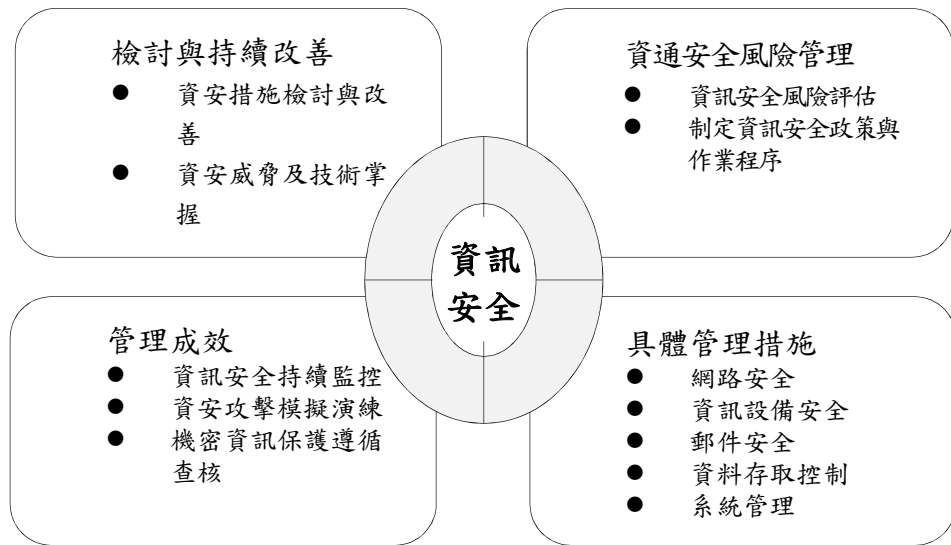 檢討與持續改善
● 資安措施檢討與改
善
● 資安威脅及技術掌
握
資通安全風險管理
● 資訊安全風險評估
● 制定資訊安全政策與
作業程序
資訊
安全
管理成效
● 資訊安全持續監控
● 資安攻擊模擬演練
● 機密資訊保護遵循
查核
具體管理措施
● 網路安全
● 資訊設備安全
● 郵件安全
● 資料存取控制
● 系統管理